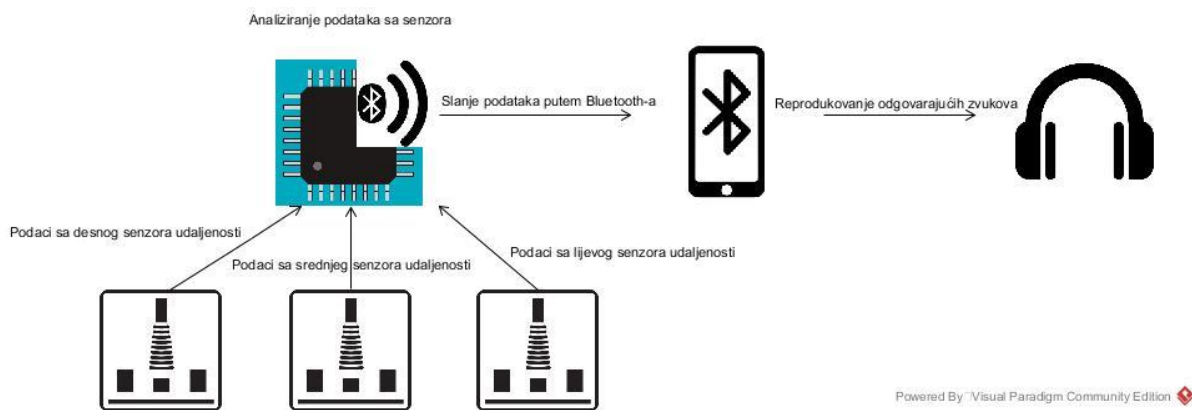 Analiziranje podataka sa senzora
Slanje podataka putem Bluetooth-a
Reprodukovanje odgovarajućih zvukova
Podaci sa desnog senzora udaljenosti
Podaci sa srednjeg senzora udaljenosti
Podaci sa lijevog senzora udaljenosti
Powered By Visual Paradigm Community Edition